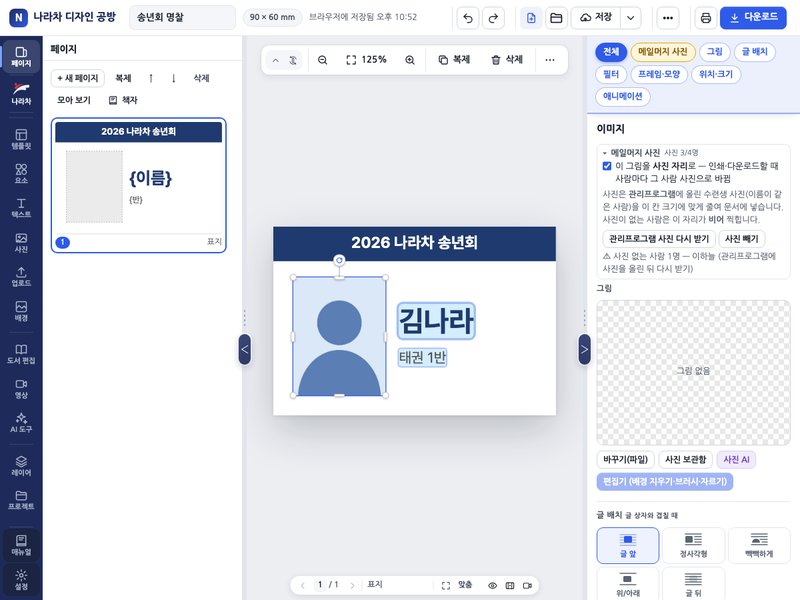 N 나라차 디자인 공방
송년회 명찰
90 × 60 mm
브라우저에 저장됨 오후 10:52
저장
다운로드
페이지
나라차
템플릿
요소
텍스트
사진
업로드
배경
도서 편집
영상
AI 도구
레이어
프로젝트
매뉴얼
설정
페이지
+ 새 페이지 복제 ↑ ↓ 삭제
모아 보기 책자
2026 나라차 송년회
{이름}
{반}
1 표지
125% 복제 삭제 ···
2026 나라차 송년회
김나라
태권 1반
1 / 1 표지 맞춤
전체 메일머지 사진 그림 글 배치
필터 프레임·모양 위치·크기
애니메이션
이미지
메일머지 사진 사진 3/4명
이 그림을 사진 자리로 — 인쇄·다운로드할 때
사람마다 그 사람 사진으로 바뀜
사진은 관리프로그램에 올린 수련생 사진(이름이 같
은 사람)을 이 칸 크기에 맞게 줄여 문서에 넣습니다.
사진이 없는 사람은 이 자리가 비어 찍힙니다.
관리프로그램 사진 다시 받기 사진 빼기
⚠ 사진 없는 사람 1명 — 이하늘 (관리프로그램에
사진을 올린 뒤 다시 받기)
그림
그림 없음
바꾸기(파일) 사진 보관함 사진 AI
편집기 (배경 지우기·브러시·자르기)
글 배치 글 상자와 겹칠 때
글 앞 정사각형 빽빽하게
위/아래 글 뒤